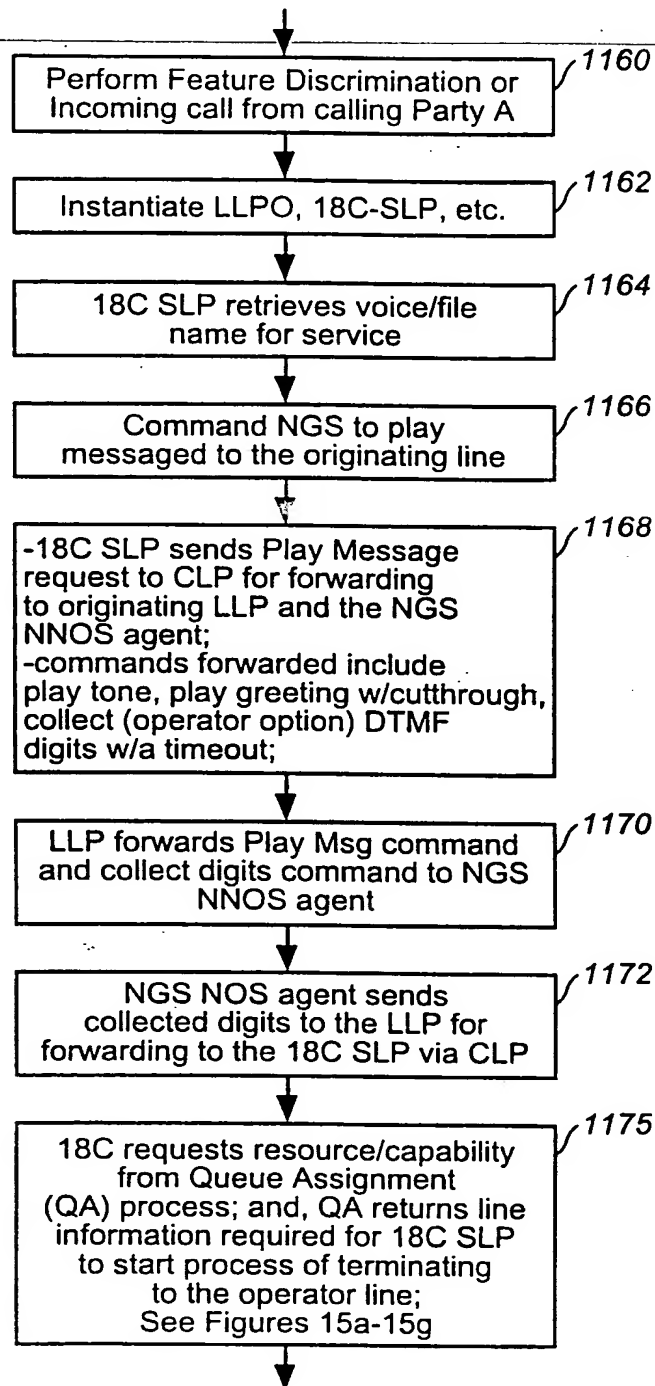 1160
Perform Feature Discrimination or
Incoming call from calling Party A
1162
Instantiate LLPO, 18C-SLP, etc.
1164
18C SLP retrieves voice/file
name for service
1166
Command NGS to play
messaged to the originating line
1168
-18C SLP sends Play Message
request to CLP for forwarding
to originating LLP and the NGS
NNOS agent;
-commands forwarded include
play tone, play greeting w/cutthrough,
collect (operator option) DTMF
digits w/a timeout;
1170
LLP forwards Play Msg command
and collect digits command to NGS
NNOS agent
1172
NGS NOS agent sends
collected digits to the LLP for
forwarding to the 18C SLP via CLP
1175
18C requests resource/capability
from Queue Assignment
(QA) process; and, QA returns line
information required for 18C SLP
to start process of terminating
to the operator line;
See Figures 15a-15g